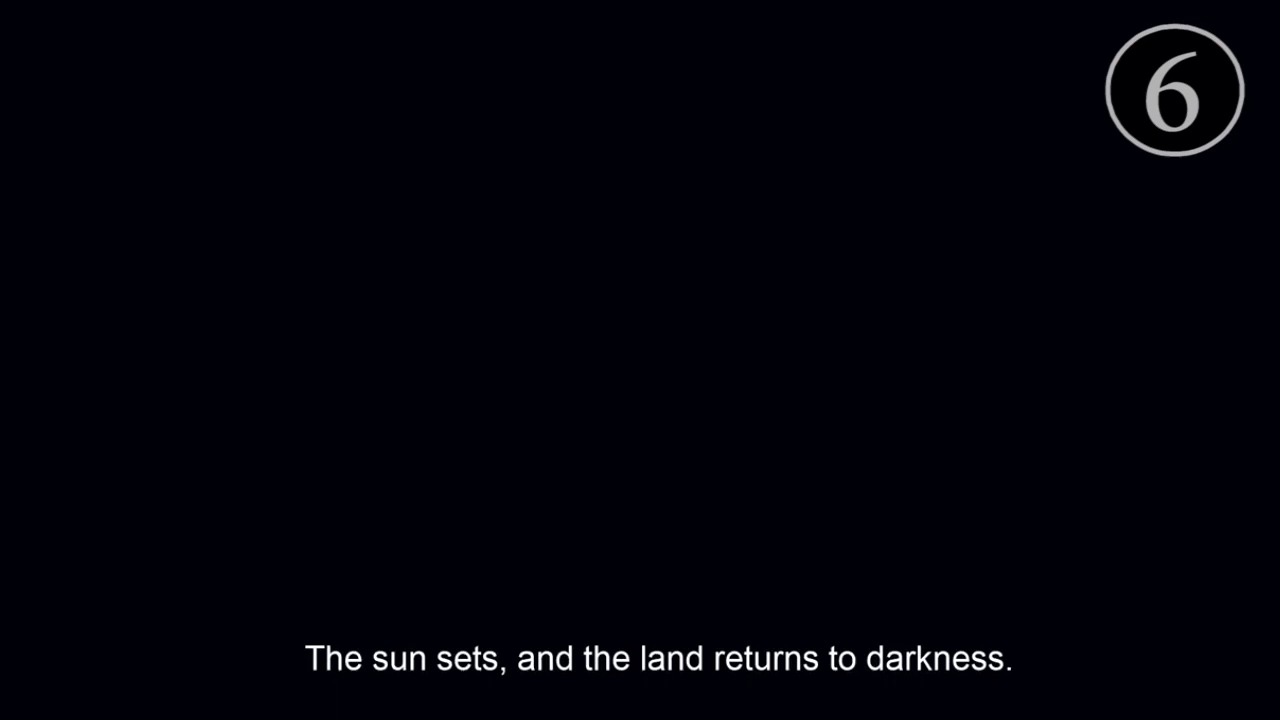 6
The sun sets, and the land returns to darkness.